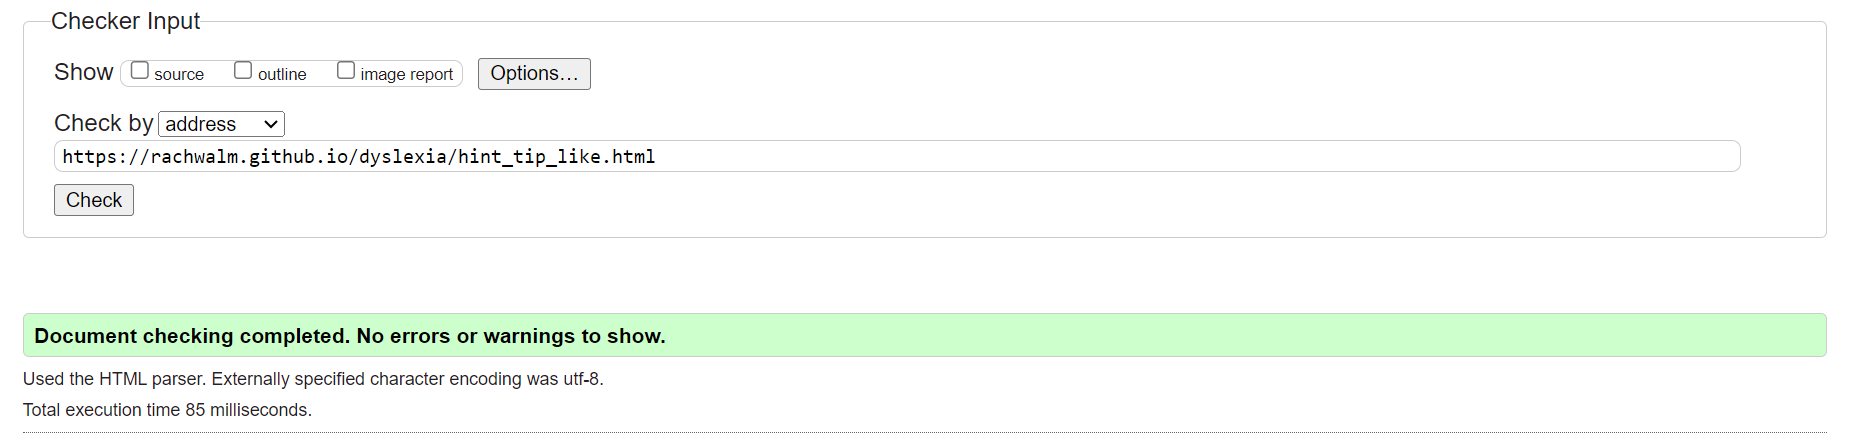 Checker Input
Show source outline image report Options...
Check by address
https://rachwalm.github.io/dyslexia/hint_tip_like.html
Check
Document checking completed. No errors or warnings to show.
Used the HTML parser. Externally specified character encoding was utf-8.
Total execution time 85 milliseconds.